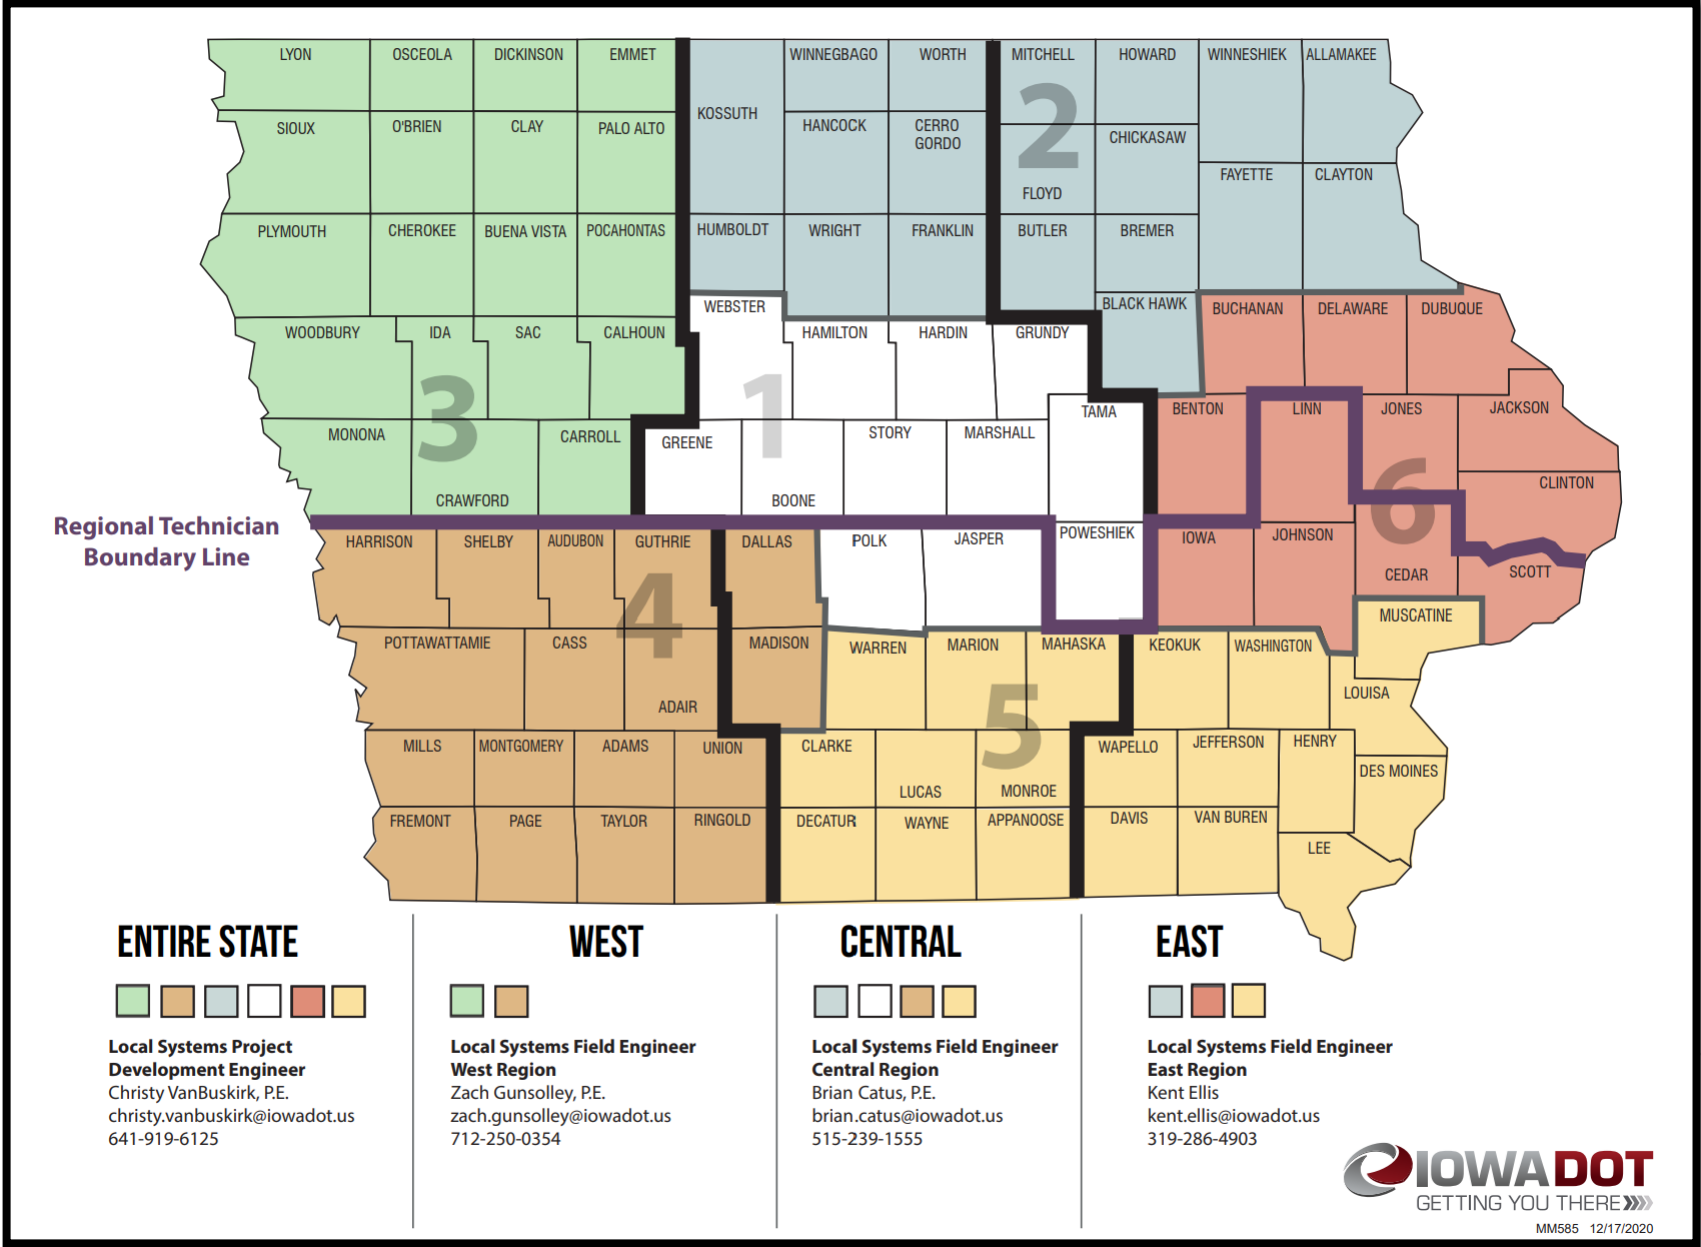 LYON
OSCEOLA
DICKINSON
EMMET
WINNEGBAGO
WORTH
MITCHELL
HOWARD
WINNESHIEK
ALLAMAKEE
KOSSUTH
2
SIOUX
O'BRIEN
CLAY
PALO ALTO
HANCOCK
CERRO
GORDO
CHICKASAW
FLOYD
FAYETTE
CLAYTON
PLYMOUTH
CHEROKEE
BUENA VISTA
POCAHONTAS
HUMBOLDT
WRIGHT
FRANKLIN
BUTLER
BREMER
WEBSTER
BLACK HAWK
BUCHANAN
DELAWARE
DUBUQUE
WOODBURY
IDA
SAC
CALHOUN
HAMILTON
HARDIN
GRUNDY
3
1
MONONA
CRAWFORD
CARROLL
GREENE
BOONE
STORY
MARSHALL
TAMA
BENTON
LINN
JONES
JACKSON
6
CLINTON
Regional Technician
Boundary Line
HARRISON
SHELBY
AUDUBON
GUTHRIE
DALLAS
POLK
JASPER
POWESHIEK
IOWA
JOHNSON
CEDAR
SCOTT
4
MUSCATINE
POTTAWATTAMIE
CASS
ADAIR
MADISON
WARREN
MARION
MAHASKA
KEOKUK
WASHINGTON
LOUISA
5
MILLS
MONTGOMERY
ADAMS
UNION
CLARKE
LUCAS
MONROE
WAPELLO
JEFFERSON
HENRY
DES MOINES
FREMONT
PAGE
TAYLOR
RINGOLD
DECATUR
WAYNE
APPANOOSE
DAVIS
VAN BUREN
LEE
ENTIRE STATE
Local Systems Project
Development Engineer
Christy VanBuskirk, P.E.
christy.vanbuskirk@iowadot.us
641-919-6125
WEST
Local Systems Field Engineer
West Region
Zach Gunsolley, P.E.
zach.gunsolley@iowadot.us
712-250-0354
CENTRAL
Local Systems Field Engineer
Central Region
Brian Catus, P.E.
brian.catus@iowadot.us
515-239-1555
EAST
Local Systems Field Engineer
East Region
Kent Ellis
kent.ellis@iowadot.us
319-286-4903
IOWADOT
GETTING YOU THERE
MM585 12/17/2020